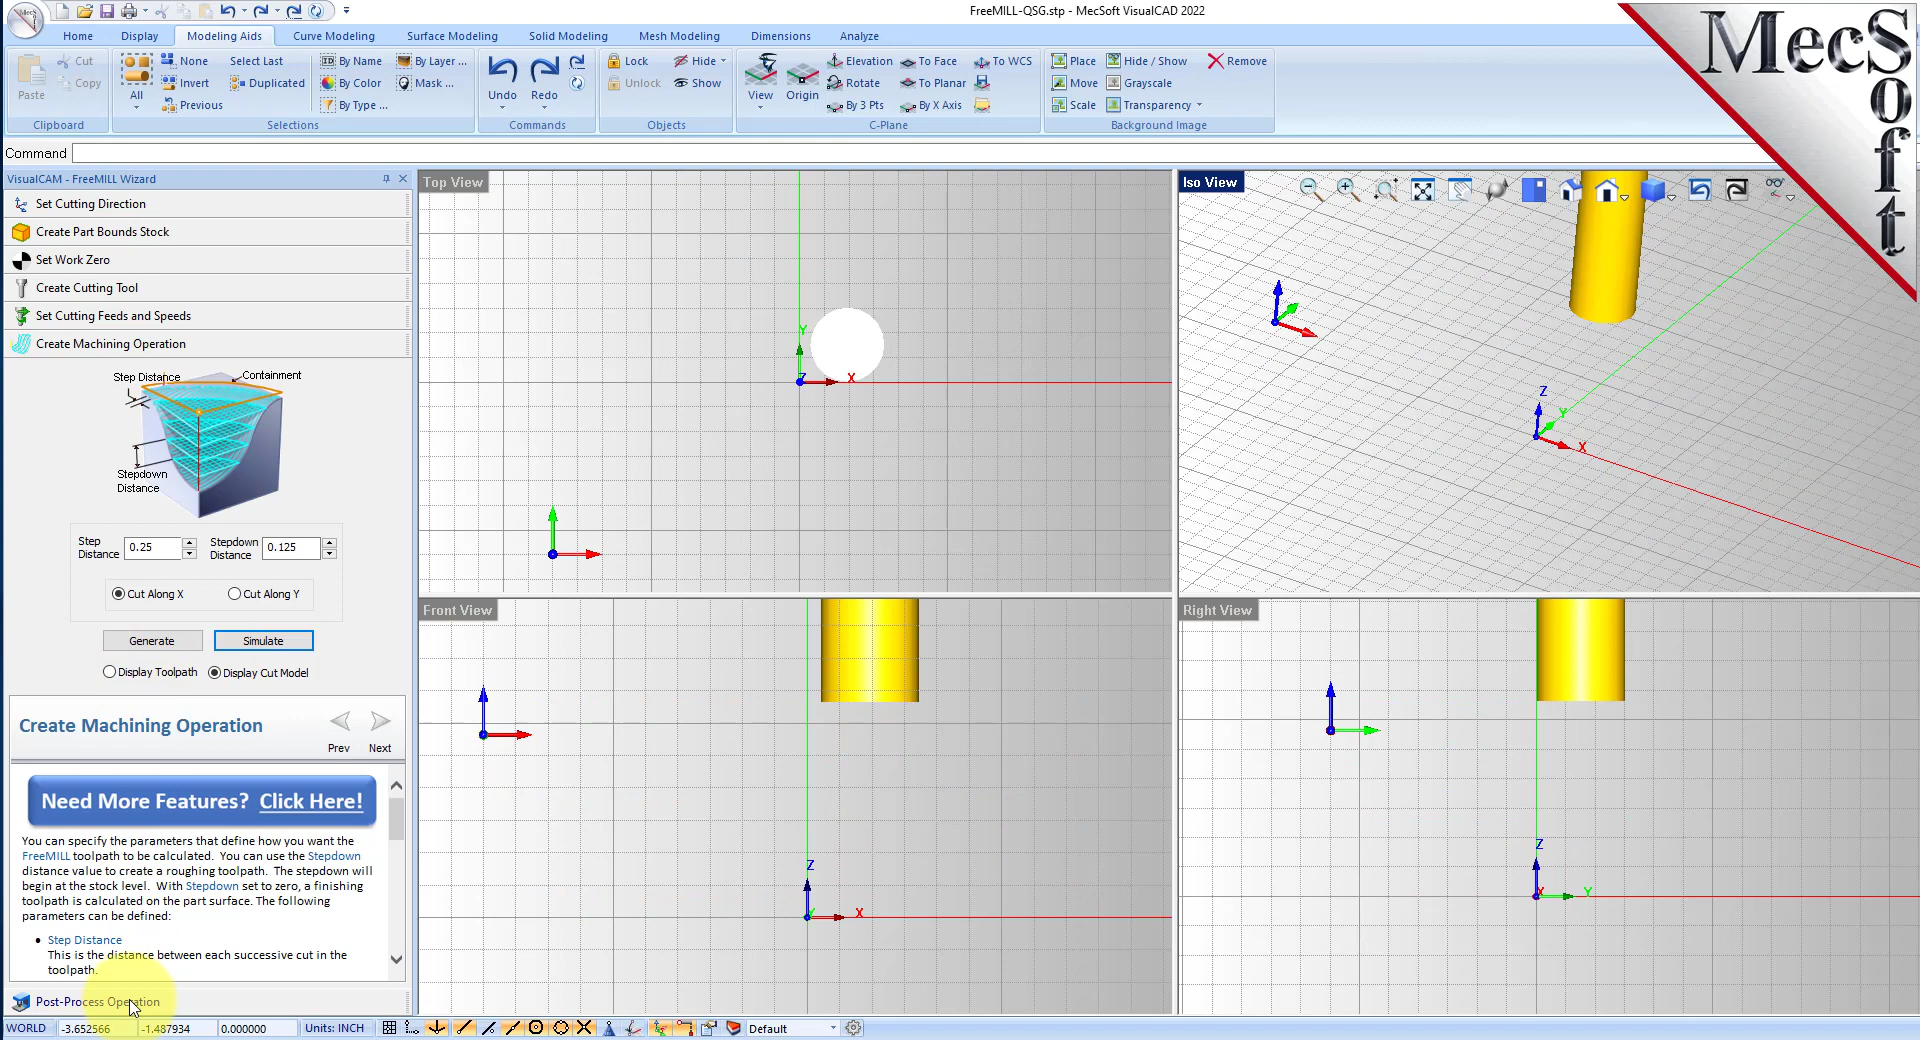 FreeMILL-QSG.stp - MecSoft VisualCAD 2022
MecSoft
Home Display Modeling Aids Curve Modeling Surface Modeling Solid Modeling Mesh Modeling Dimensions Analyze
Paste
Cut
Copy
Clipboard
All
None
Invert
Previous
Select Last
Duplicated
By Name
By Color
By Type ...
By Layer ...
Mask ...
Selections
Undo
Redo
Commands
Lock
Unlock
Hide
Show
Objects
View
Origin
Elevation
Rotate
By 3 Pts
To Face
To Planar
By X Axis
To WCS
C-Plane
Place
Move
Scale
Hide / Show
Grayscale
Transparency
Remove
Background Image
Command
VisualCAM - FreeMILL Wizard
Set Cutting Direction
Create Part Bounds Stock
Set Work Zero
Create Cutting Tool
Set Cutting Feeds and Speeds
Create Machining Operation
Step Distance
Containment
Stepdown
Distance
Step
Distance
0.25
Stepdown
Distance
0.125
Cut Along X
Cut Along Y
Generate
Simulate
Display Toolpath
Display Cut Model
Create Machining Operation
Prev
Next
Need More Features? Click Here!
You can specify the parameters that define how you want the
FreeMILL toolpath to be calculated. You can use the Stepdown
distance value to create a roughing toolpath. The stepdown will
begin at the stock level. With Stepdown set to zero, a finishing
toolpath is calculated on the part surface. The following
parameters can be defined:
• Step Distance
This is the distance between each successive cut in the
toolpath.
Post-Process Operation
Top View
Y
Z
X
Iso View
Z
Y
X
Front View
Z
Y
X
Right View
Z
X
Y
WORLD -3.652566 -1.487934 0.000000 Units: INCH Default